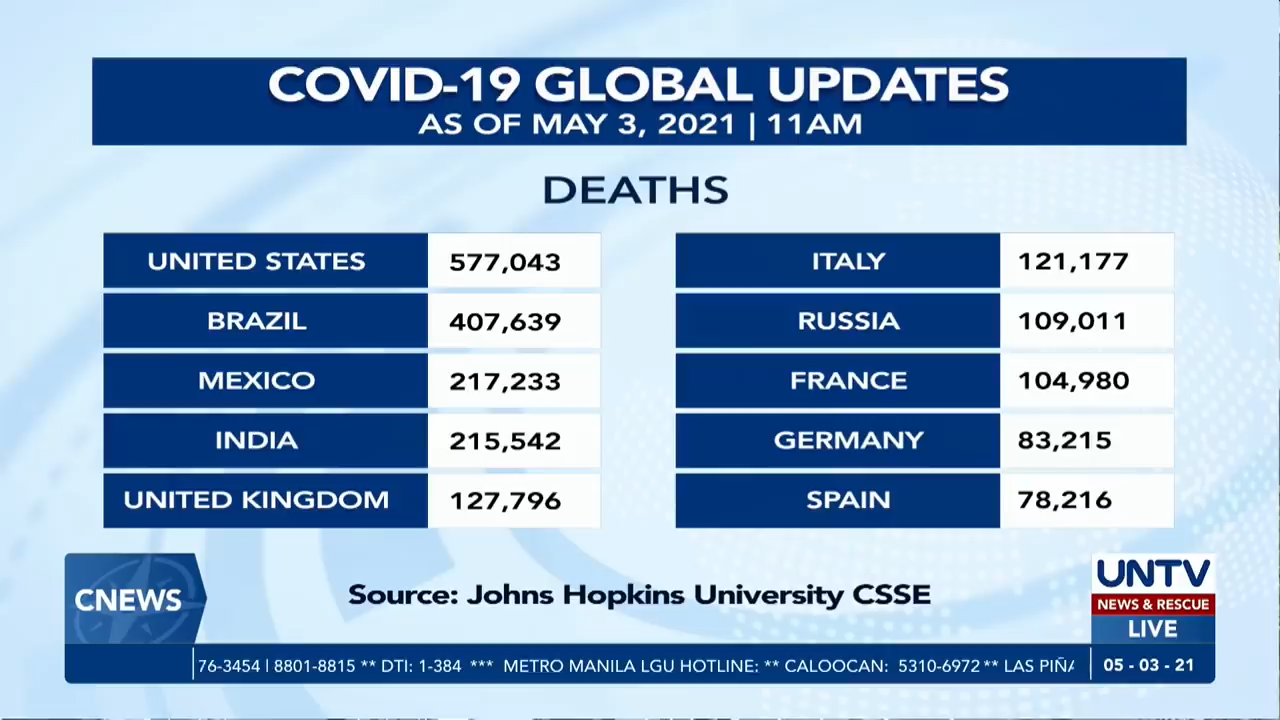 COVID-19 GLOBAL UPDATES
AS OF MAY 3, 2021 | 11AM
DEATHS
UNITED STATES 577,043
BRAZIL 407,639
MEXICO 217,233
INDIA 215,542
UNITED KINGDOM 127,796
ITALY 121,177
RUSSIA 109,011
FRANCE 104,980
GERMANY 83,215
SPAIN 78,216
Source: Johns Hopkins University CSSE
CNEWS
UNTV
NEWS & RESCUE
LIVE
76-3454 | 8801-8815 ** DTI: 1-384 *** METRO MANILA LGU HOTLINE: ** CALOOCAN: 5310-6972 ** LAS PIÑ
05 - 03 - 21